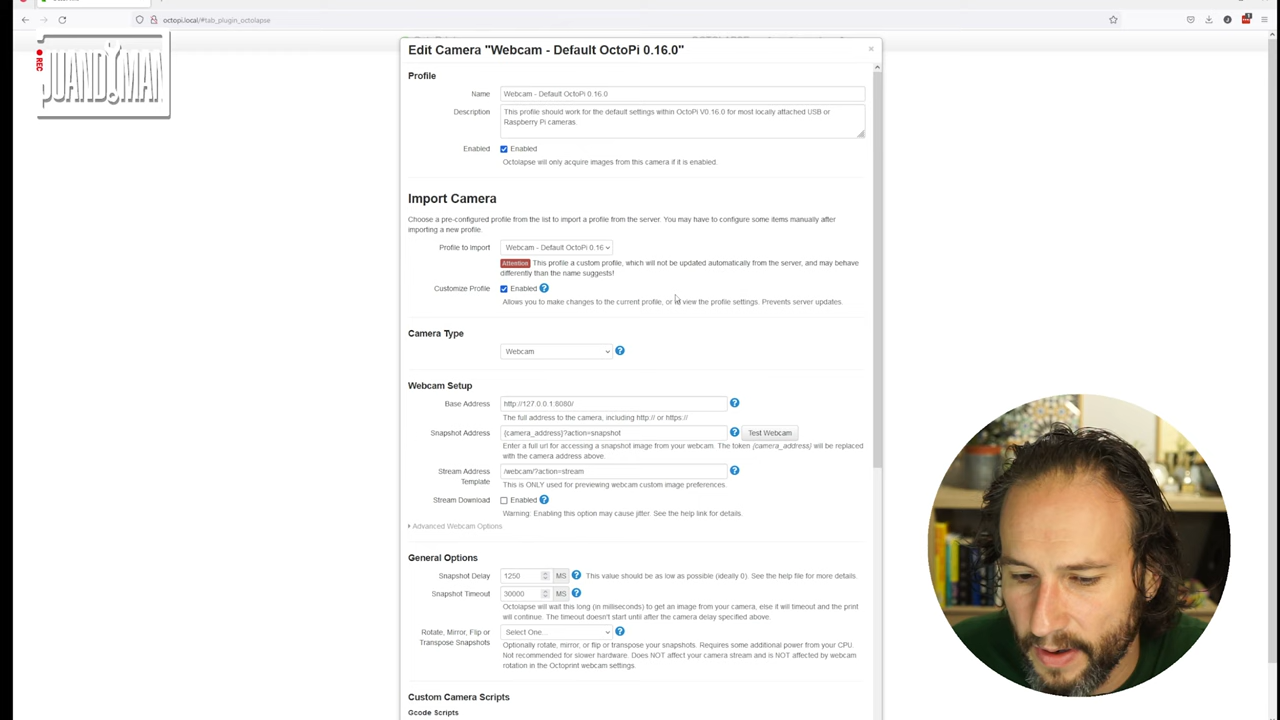 octopi.local/#tab_plugin_octolapse
REC
JUANDYMAN
Edit Camera "Webcam - Default OctoPi 0.16.0"
×
Profile
Name
Webcam - Default OctoPi 0.16.0
Description
This profile should work for the default settings within OctoPi V0.16.0 for most locally attached USB or
Raspberry Pi cameras.
Enabled
Enabled
Octolapse will only acquire images from this camera if it is enabled.
Import Camera
Choose a pre-configured profile from the list to import a profile from the server. You may have to configure some items manually after
importing a new profile.
Profile to Import
Webcam - Default OctoPi 0.16
Attention This profile a custom profile, which will not be updated automatically from the server, and may behave
differently than the name suggests!
Customize Profile
Enabled ?
Allows you to make changes to the current profile, or to view the profile settings. Prevents server updates.
Camera Type
Webcam ?
Webcam Setup
Base Address
http://127.0.0.1:8080/ ?
The full address to the camera, including http:// or https://
Snapshot Address
{camera_address}?action=snapshot ? Test Webcam
Enter a full url for accessing a snapshot image from your webcam. The token {camera_address} will be replaced
with the camera address above.
Stream Address
Template
/webcam/?action=stream ?
This is ONLY used for previewing webcam custom image preferences.
Stream Download
Enabled ?
Warning: Enabling this option may cause jitter. See the help link for details.
Advanced Webcam Options
General Options
Snapshot Delay
1250 MS ? This value should be as low as possible (ideally 0). See the help file for more details.
Snapshot Timeout
30000 MS ?
Octolapse will wait this long (in milliseconds) to get an image from your camera, else it will timeout and the print
will continue. The timeout doesn't start until after the camera delay specified above.
Rotate, Mirror, Flip or
Transpose Snapshots
Select One... ?
Optionally rotate, mirror, or flip or transpose your snapshots. Requires some additional power from your CPU.
Not recommended for slower hardware. Does NOT affect your camera stream and is NOT affected by webcam
rotation in the Octoprint webcam settings.
Custom Camera Scripts
Gcode Scripts